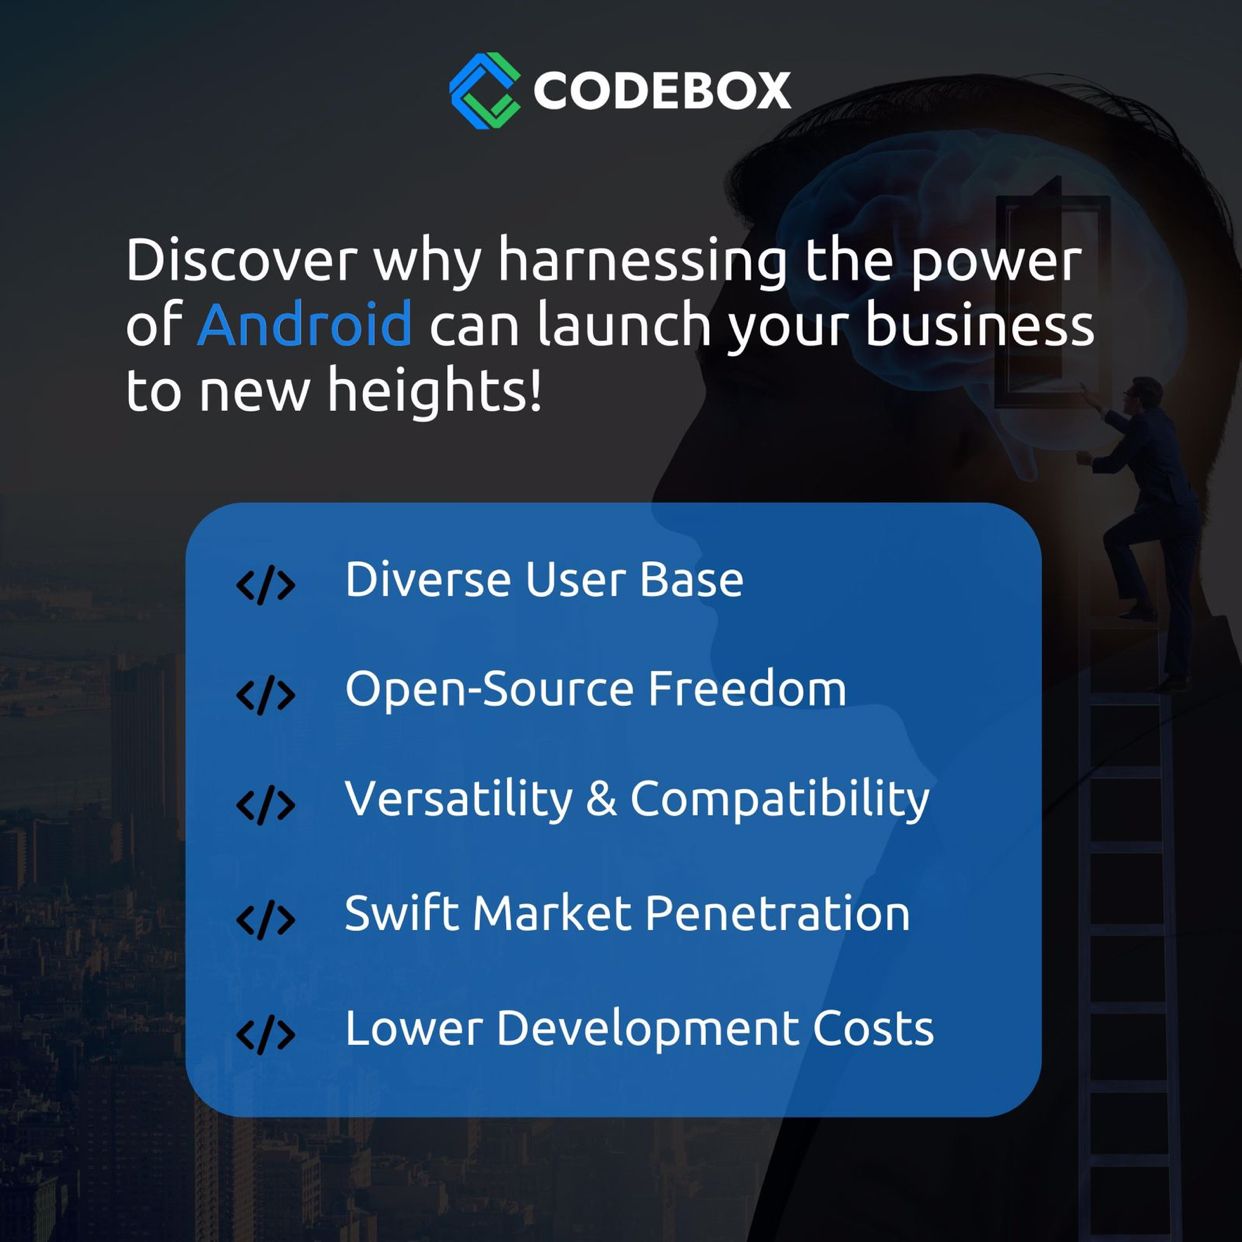 CODEBOX
Discover why harnessing the power
of Android can launch your business
to new heights!
</> Diverse User Base
</> Open-Source Freedom
</> Versatility & Compatibility
</> Swift Market Penetration
</> Lower Development Costs